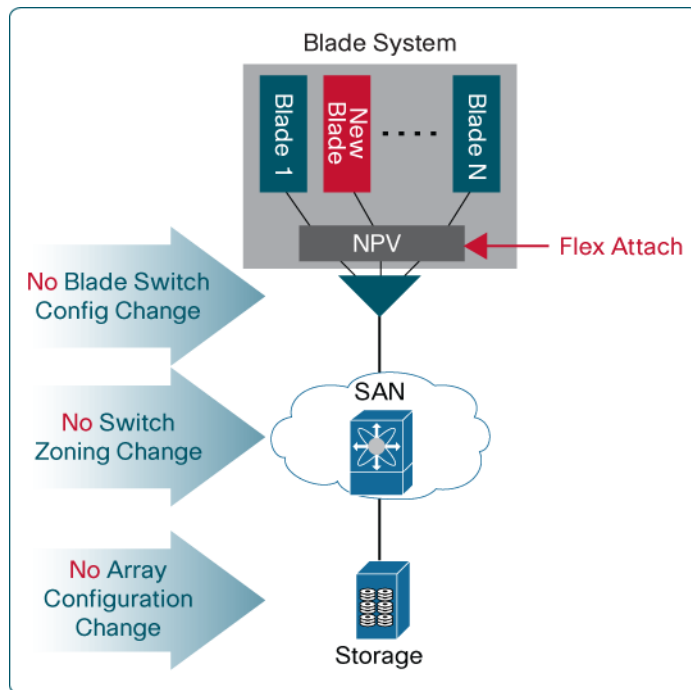 Blade System
Blade 1
New
Blade
Blade N
NPV
Flex Attach
No Blade Switch
Config Change
SAN
No Switch
Zoning Change
No Array
Configuration
Change
Storage